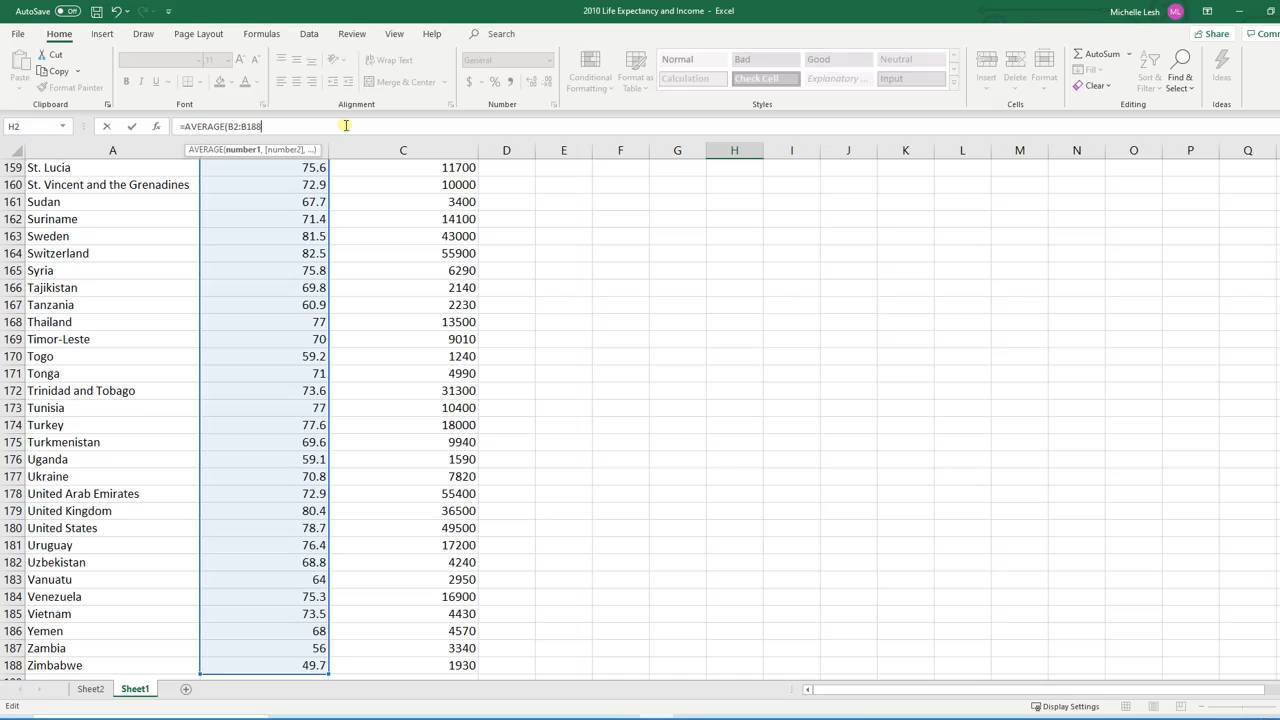 AutoSave Off 2010 Life Expectancy and Income - Excel Michelle Lesh ML
File Home Insert Draw Page Layout Formulas Data Review View Help Search Share Comm
Paste Cut Copy Format Painter Clipboard
11 A A B I U A Font
Wrap Text Merge & Center Alignment
General $ % Number
Conditional Formatting Format as Table Normal Bad Good Neutral Calculation Check Cell Explanatory ... Input Styles
Insert Delete Format Cells
AutoSum Fill Clear Sort & Filter Find & Select Editing
Ideas Ideas
H2 fx =AVERAGE(B2:B188
AVERAGE(number1, [number2], ...)
A C D E F G H I J K L M N O P Q
159 St. Lucia 75.6 11700
160 St. Vincent and the Grenadines 72.9 10000
161 Sudan 67.7 3400
162 Suriname 71.4 14100
163 Sweden 81.5 43000
164 Switzerland 82.5 55900
165 Syria 75.8 6290
166 Tajikistan 69.8 2140
167 Tanzania 60.9 2230
168 Thailand 77 13500
169 Timor-Leste 70 9010
170 Togo 59.2 1240
171 Tonga 71 4990
172 Trinidad and Tobago 73.6 31300
173 Tunisia 77 10400
174 Turkey 77.6 18000
175 Turkmenistan 69.6 9940
176 Uganda 59.1 1590
177 Ukraine 70.8 7820
178 United Arab Emirates 72.9 55400
179 United Kingdom 80.4 36500
180 United States 78.7 49500
181 Uruguay 76.4 17200
182 Uzbekistan 68.8 4240
183 Vanuatu 64 2950
184 Venezuela 75.3 16900
185 Vietnam 73.5 4430
186 Yemen 68 4570
187 Zambia 56 3340
188 Zimbabwe 49.7 1930
Sheet2 Sheet1
Edit Display Settings